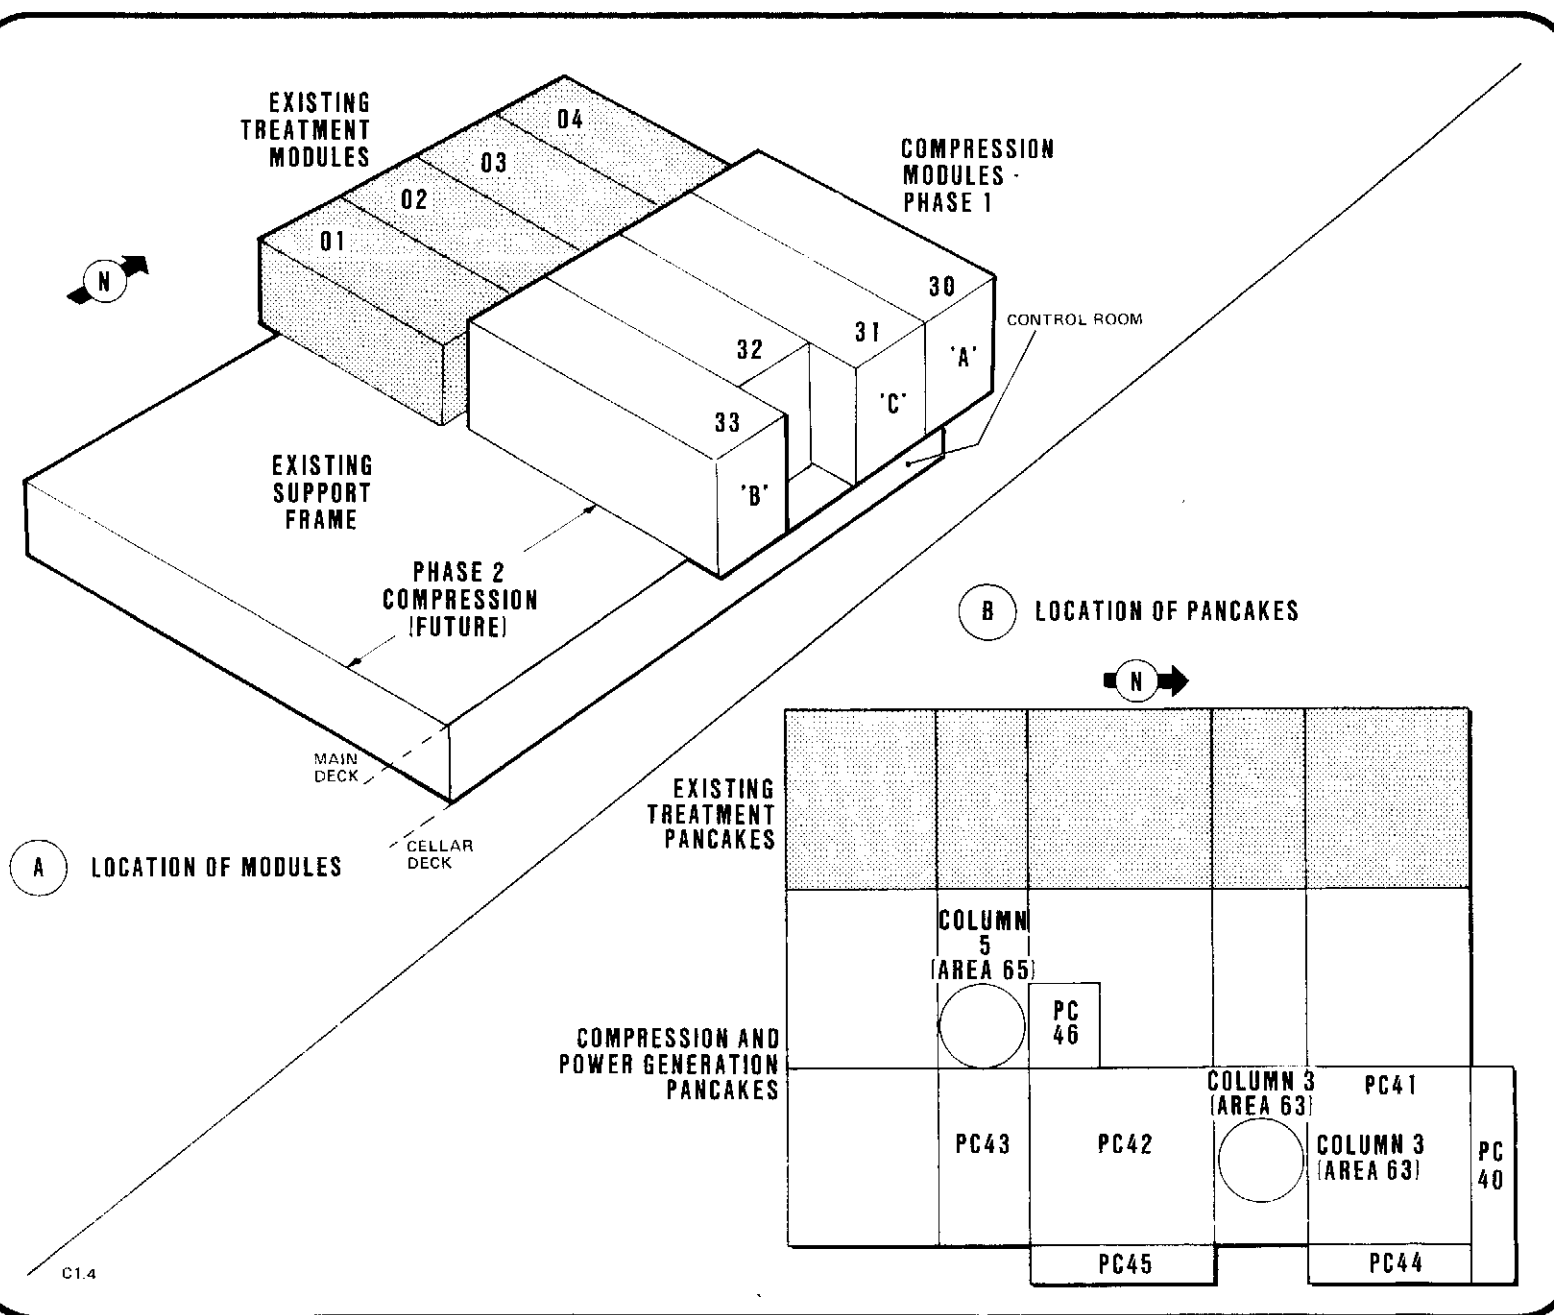 EXISTING
TREATMENT
MODULES
04
03
02
01
N
COMPRESSION
MODULES -
PHASE 1
30
31
32
33
'A'
'C'
'B'
CONTROL ROOM
EXISTING
SUPPORT
FRAME
PHASE 2
COMPRESSION
(FUTURE)
MAIN
DECK
CELLAR
DECK
A
LOCATION OF MODULES
B
LOCATION OF PANCAKES
N
EXISTING
TREATMENT
PANCAKES
COLUMN
5
(AREA 65)
PC
46
COMPRESSION AND
POWER GENERATION
PANCAKES
COLUMN 3
(AREA 63)
PC41
PC43
PC42
COLUMN 3
(AREA 63)
PC
40
PC45
PC44
C1.4